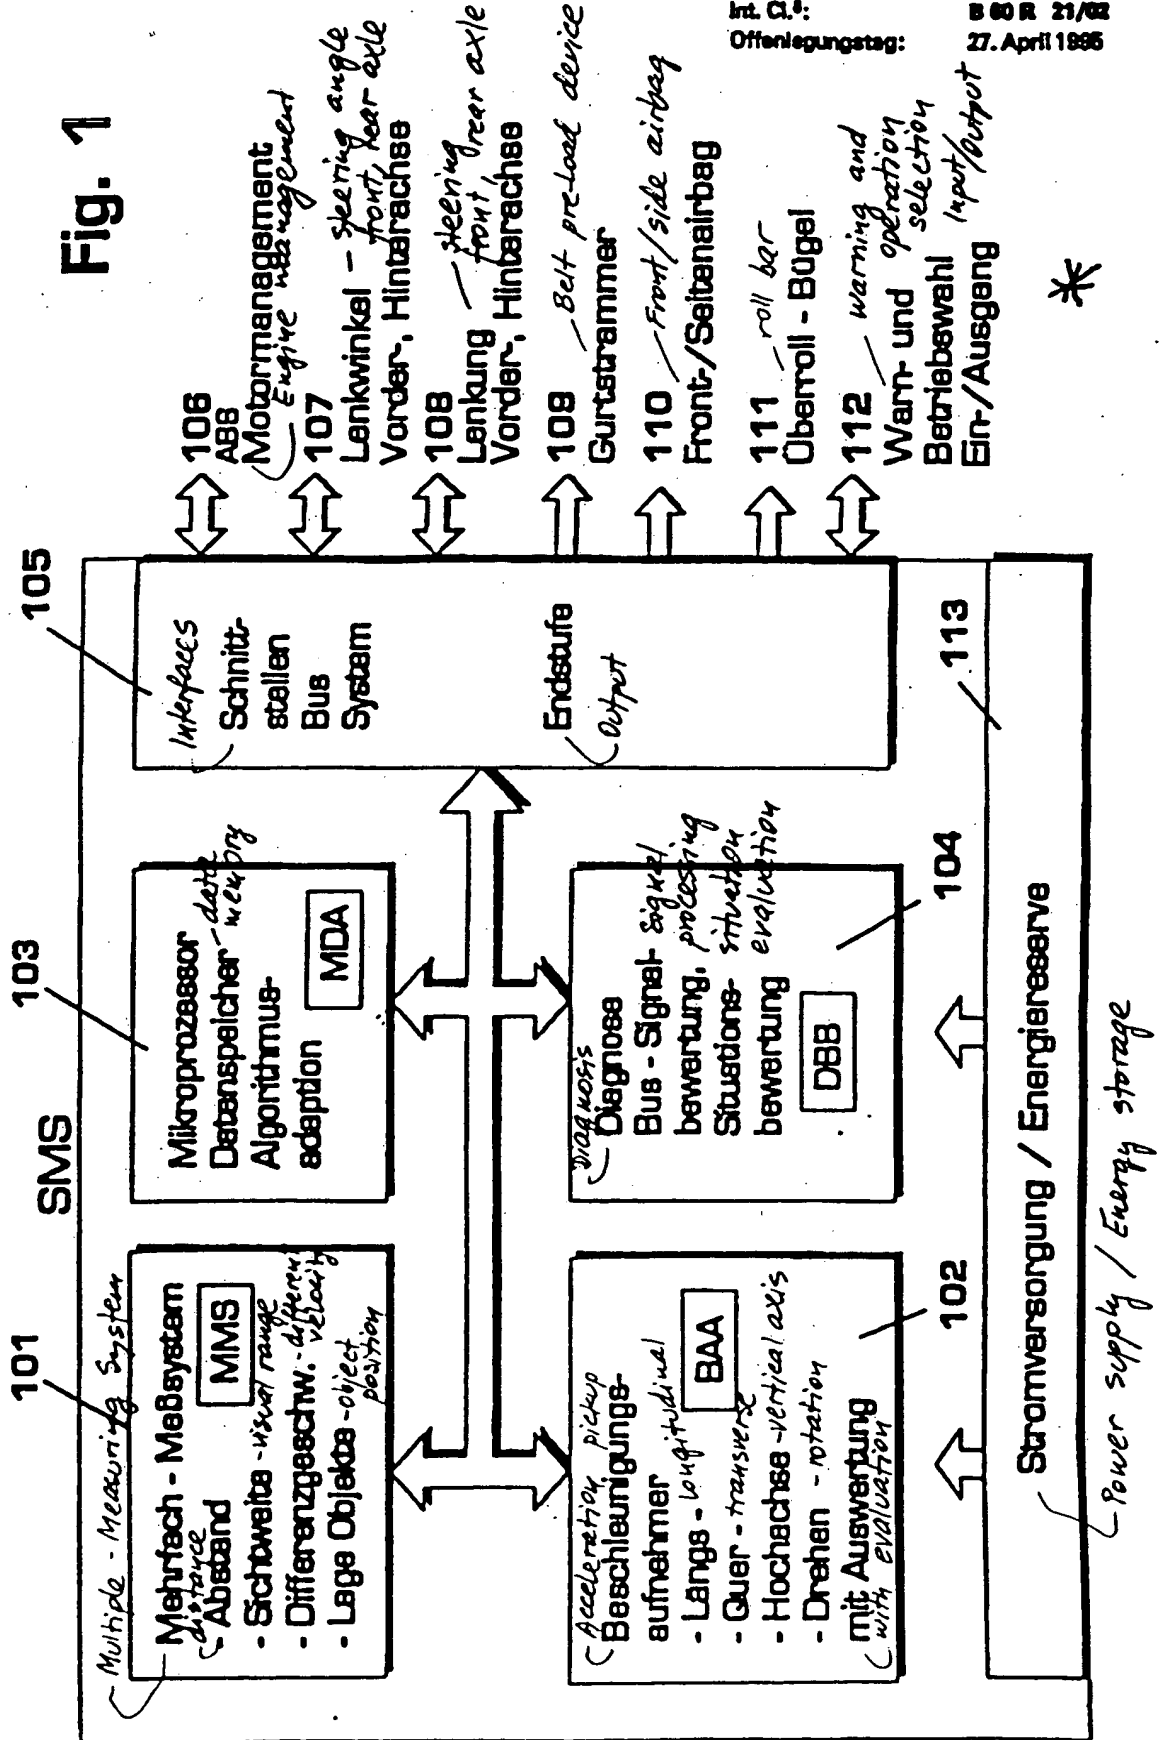 Int. Cl.⁶: B 60 R 21/02
Offenlegungstag: 27. April 1995
Fig. 1
SMS
101
Multiple - Measuring System
Mehrfach - Meßsystem
distance
- Abstand
MMS
- Sichtweite - visual range
- Differenzgeschw. - different velocity
- Lage Objekte - object position
103
Mikroprozessor
Datenspeicher - data memory
Algorithmus-
adaption
MDA
105
Interfaces
Schnitt-
stellen
Bus
System
Endstufe
Output
106
ABS
Motormanagement
Engine management
107
Lenkwinkel - steering angle
front, rear axle
Vorder-, Hinterachse
108
Lenkung - steering
front, rear axle
Vorder-, Hinterachse
109
Gurtstrammer - Belt pre-load device
110
Front-/Seitenairbag - Front/side airbag
111
Überroll - Bügel - roll bar
112
warning and
Warn- und operation
Betriebswahl selection
Ein-/Ausgang Input/Output
Acceleration pickup
Beschleunigungs-
aufnehmer
- Längs - longitudinal
BAA
- Quer - transverse
- Hochachse - vertical axis
- Drehen - rotation
mit Auswertung
with evaluation
102
Diagnosis
Diagnose
Bus - Signal- signal
bewertung, processing
Situations- situation
bewertung evaluation
DBB
104
113
Stromversorgung / Energiereserve
Power supply / Energy storage
*